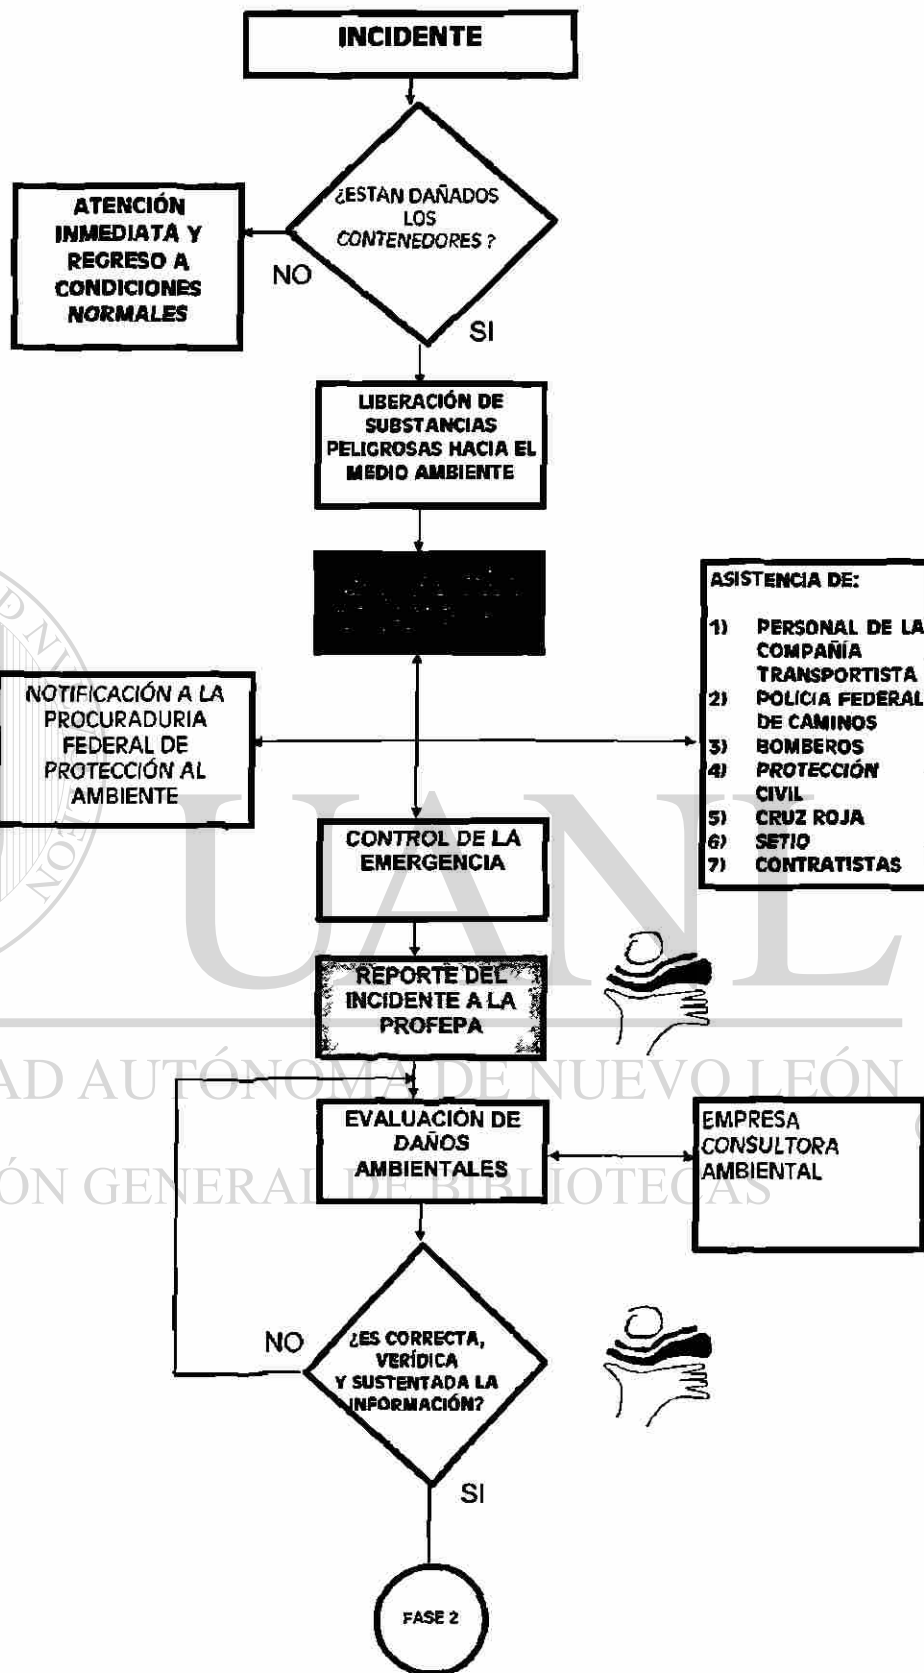 INCIDENTE
¿ESTAN DAÑADOS
LOS
CONTENEDORES ?
ATENCIÓN
INMEDIATA Y
REGRESO A
CONDICIONES
NORMALES
NO
SI
LIBERACIÓN DE
SUBSTANCIAS
PELIGROSAS HACIA EL
MEDIO AMBIENTE
ASISTENCIA DE:
1) PERSONAL DE LA
COMPAÑÍA
TRANSPORTISTA
2) POLICIA FEDERAL
DE CAMINOS
3) BOMBEROS
4) PROTECCIÓN
CIVIL
5) CRUZ ROJA
6) SETIQ
7) CONTRATISTAS
NOTIFICACIÓN A LA
PROCURADURIA
FEDERAL DE
PROTECCIÓN AL
AMBIENTE
CONTROL DE LA
EMERGENCIA
UANL
REPORTE DEL
INCIDENTE A LA
PROFEPA
AD AUTÓNOMA DE NUEVO LEÓN
EVALUACIÓN DE
DAÑOS
AMBIENTALES
EMPRESA
CONSULTORA
AMBIENTAL
ÓN GENERAL DE BIBLIOTECAS
NO
¿ES CORRECTA,
VERÍDICA
Y SUSTENTADA LA
INFORMACIÓN?
SI
FASE 2